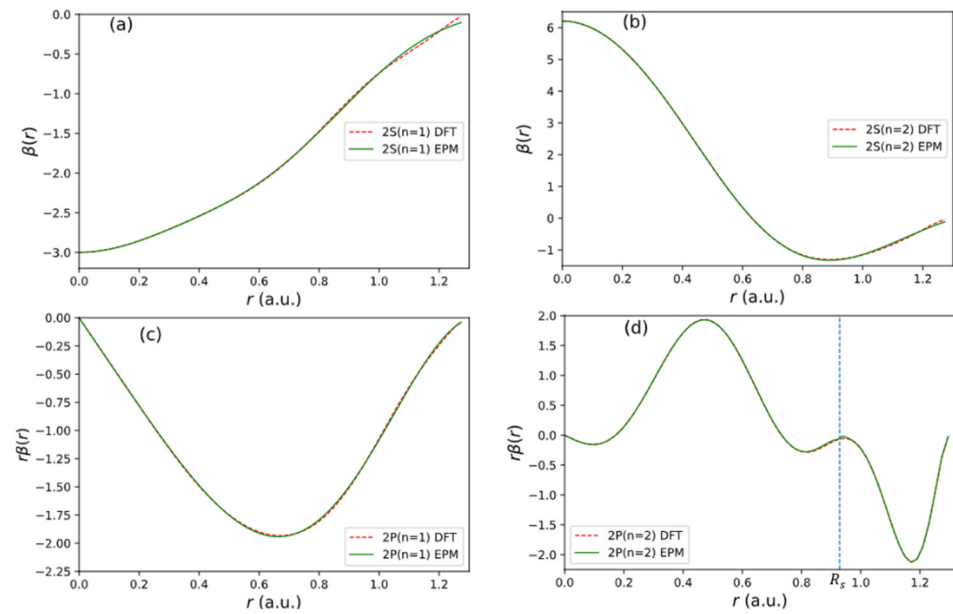 (a)
0.0
−0.5
−1.0
−1.5
−2.0
−2.5
−3.0
β(r)
2S(n=1) DFT
2S(n=1) EPM
0.0 0.2 0.4 0.6 0.8 1.0 1.2
r (a.u.)
(b)
6
5
4
3
2
1
0
−1
β(r)
2S(n=2) DFT
2S(n=2) EPM
0.0 0.2 0.4 0.6 0.8 1.0 1.2
r (a.u.)
(c)
0.00
−0.25
−0.50
−0.75
−1.00
−1.25
−1.50
−1.75
−2.00
−2.25
rβ(r)
2P(n=1) DFT
2P(n=1) EPM
0.0 0.2 0.4 0.6 0.8 1.0 1.2
r (a.u.)
(d)
2.0
1.5
1.0
0.5
0.0
−0.5
−1.0
−1.5
−2.0
rβ(r)
2P(n=2) DFT
2P(n=2) EPM
0.0 0.2 0.4 0.6 0.8 R_s 1.0 1.2
r (a.u.)